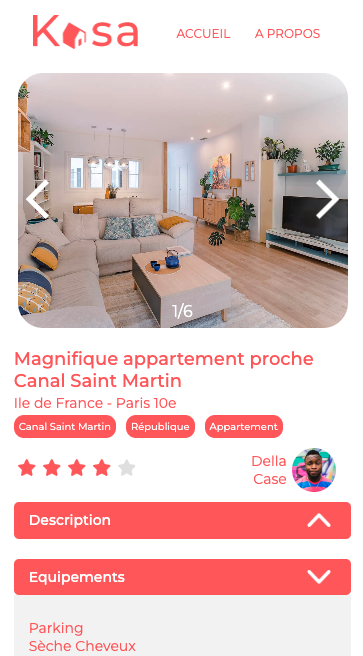 Kasa
ACCUEIL A PROPOS
1/6
Magnifique appartement proche
Canal Saint Martin
Ile de France - Paris 10e
Canal Saint Martin République Appartement
Della
Case
Description
Equipements
Parking
Sèche Cheveux